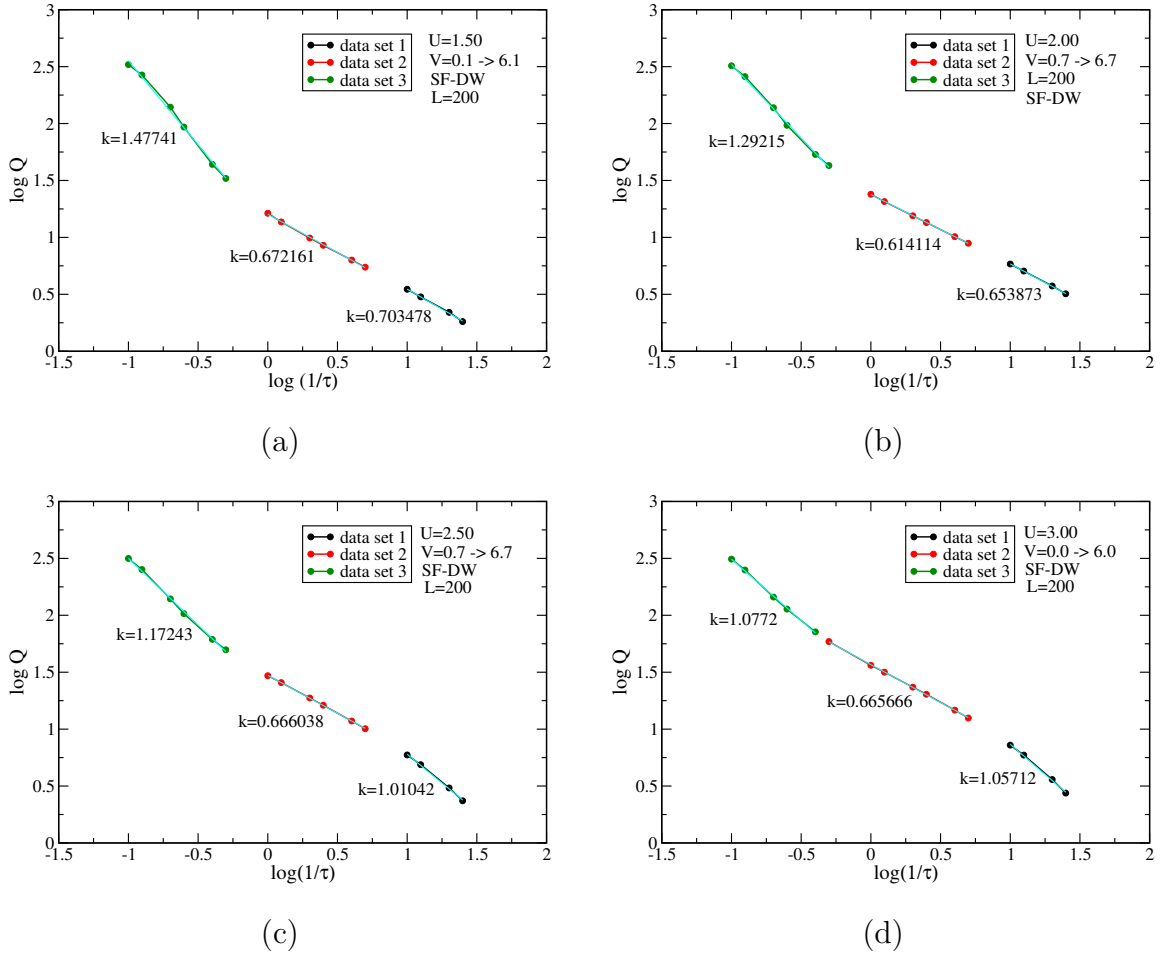 data set 1
data set 2
data set 3
U=1.50
V=0.1 -> 6.1
SF-DW
L=200
k=1.47741
k=0.672161
k=0.703478
log Q
3
2.5
2
1.5
1
0.5
0
-1.5
-1
-0.5
0
0.5
1
1.5
2
log (1/τ)
(a)
data set 1
data set 2
data set 3
U=2.00
V=0.7 -> 6.7
L=200
SF-DW
k=1.29215
k=0.614114
k=0.653873
log Q
3
2.5
2
1.5
1
0.5
0
-1.5
-1
-0.5
0
0.5
1
1.5
2
log(1/τ)
(b)
data set 1
data set 2
data set 3
U=2.50
V=0.7 -> 6.7
SF-DW
L=200
k=1.17243
k=0.666038
k=1.01042
log Q
3
2.5
2
1.5
1
0.5
0
-1.5
-1
-0.5
0
0.5
1
1.5
2
log(1/τ)
(c)
data set 1
data set 2
data set 3
U=3.00
V=0.0 -> 6.0
SF-DW
L=200
k=1.0772
k=0.665666
k=1.05712
log Q
3
2.5
2
1.5
1
0.5
0
-1.5
-1
-0.5
0
0.5
1
1.5
2
log(1/τ)
(d)